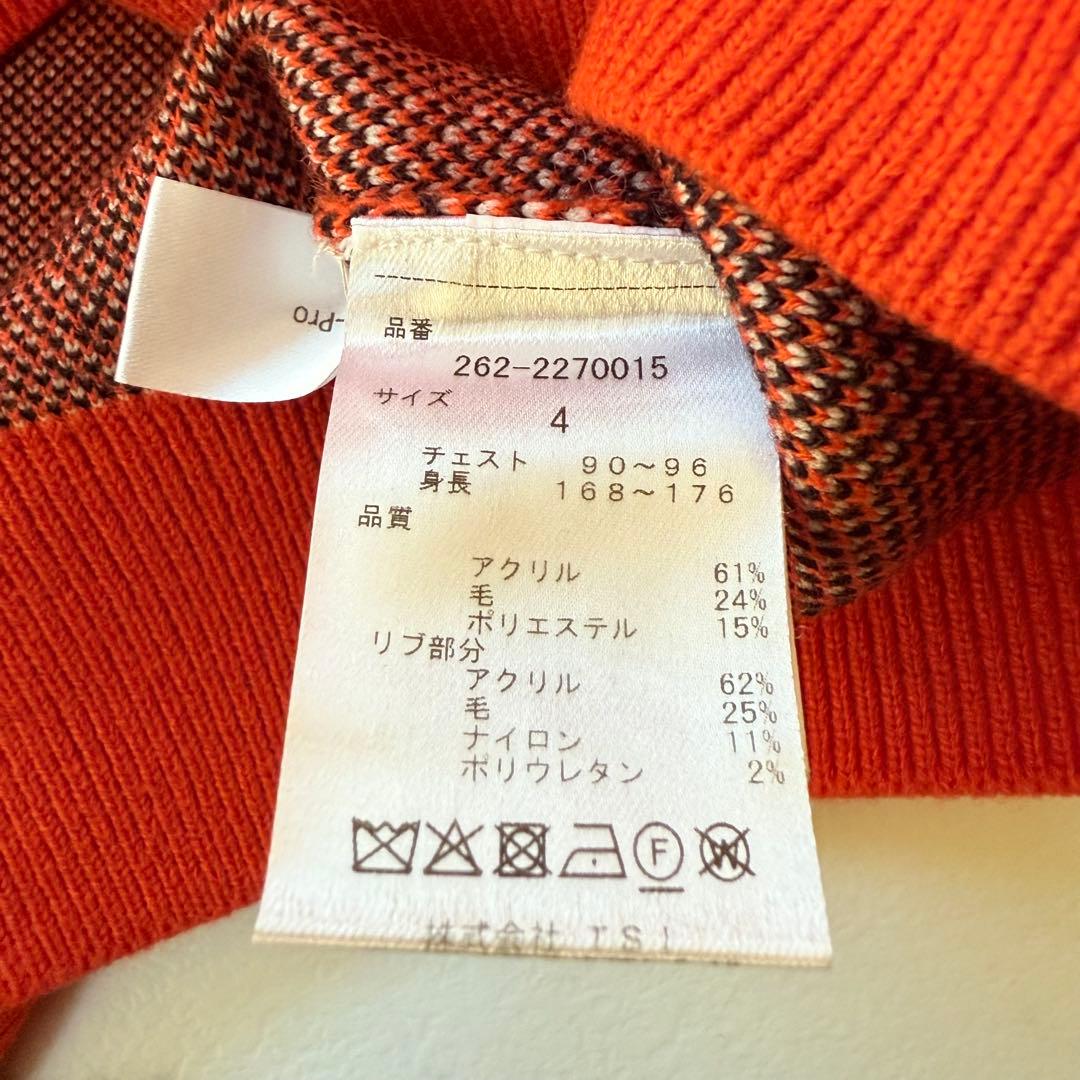 -Pro
品番
262-2270015
サイズ
4
チェスト 90～96
身長 168～176
品質
アクリル 61%
毛 24%
ポリエステル 15%
リブ部分
アクリル 62%
毛 25%
ナイロン 11%
ポリウレタン 2%
F W
株式会社 TSI